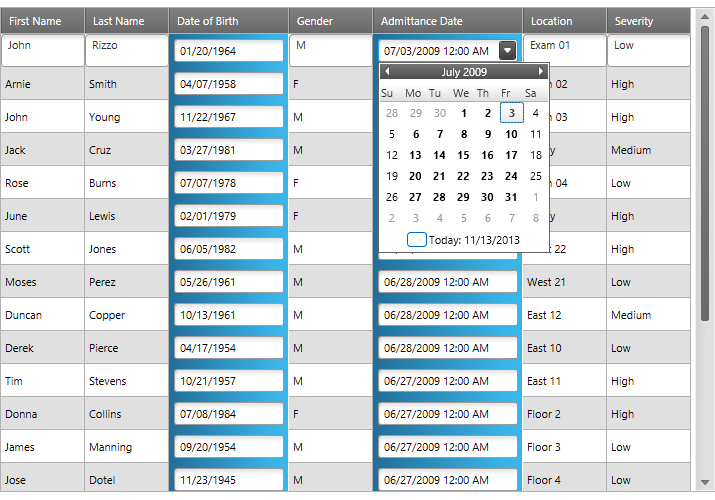 First Name Last Name Date of Birth Gender Admittance Date Location Severity
John Rizzo 01/20/1964 M 07/03/2009 12:00 AM Exam 01 Low
July 2009
Su Mo Tu We Th Fr Sa
Arnie Smith 04/07/1958 F 28 29 30 1 2 3 4 02 High
John Young 11/22/1967 M 5 6 7 8 9 10 11 03 High
Jack Cruz 03/27/1981 M 12 13 14 15 16 17 18 Medium
Rose Burns 07/07/1978 F 19 20 21 22 23 24 25 04 Low
26 27 28 29 30 31 1
June Lewis 02/01/1979 F 2 3 4 5 6 7 8 High
Today: 11/13/2013
Scott Jones 06/05/1982 M 22 High
Moses Perez 05/26/1961 M 06/28/2009 12:00 AM West 21 Low
Duncan Copper 10/13/1961 M 06/28/2009 12:00 AM East 12 Medium
Derek Pierce 04/17/1954 M 06/28/2009 12:00 AM East 10 Low
Tim Stevens 10/21/1957 M 06/27/2009 12:00 AM East 11 High
Donna Collins 07/08/1984 F 06/27/2009 12:00 AM Floor 2 High
James Manning 09/20/1954 M 06/27/2009 12:00 AM Floor 3 Low
Jose Dotel 11/23/1945 M 06/27/2009 12:00 AM Floor 4 Low